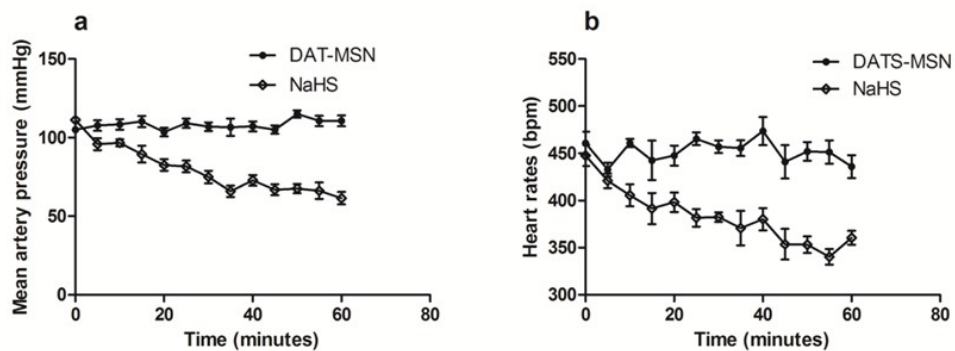 a
DAT-MSN
NaHS
Mean artery pressure (mmHg)
150
100
50
0
0 20 40 60 80
Time (minutes)
b
DATS-MSN
NaHS
Heart rates (bpm)
550
500
450
400
350
300
0 20 40 60 80
Time (minutes)